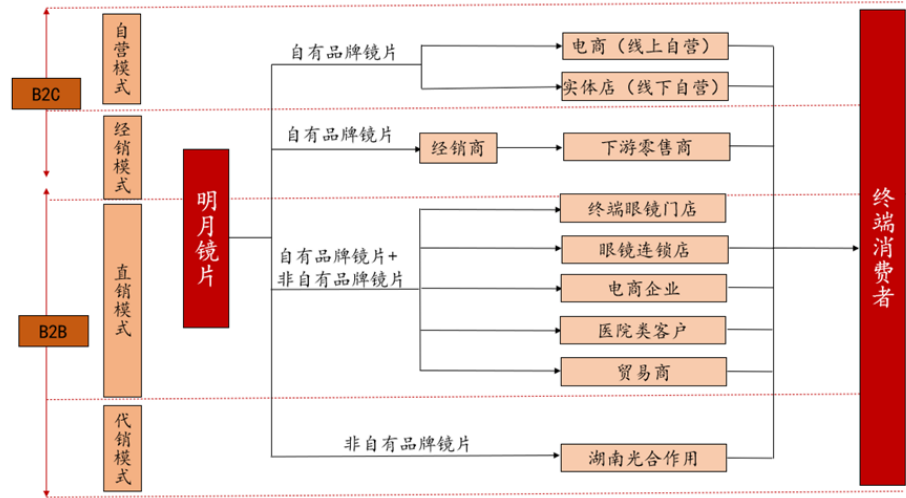 B2C
B2B
自营模式
经销模式
直销模式
代销模式
明月镜片
自有品牌镜片
电商（线上自营）
实体店（线下自营）
自有品牌镜片
经销商
下游零售商
自有品牌镜片+
非自有品牌镜片
终端眼镜门店
眼镜连锁店
电商企业
医院类客户
贸易商
非自有品牌镜片
湖南光合作用
终端消费者